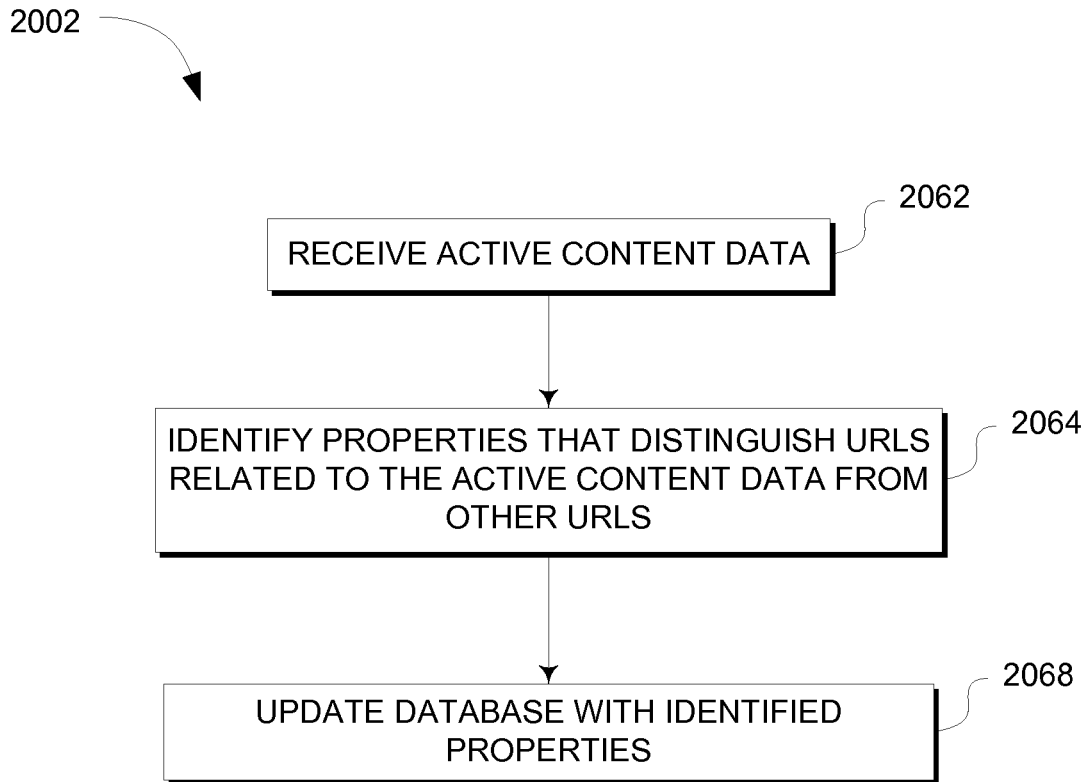 2002
2062
RECEIVE ACTIVE CONTENT DATA
2064
IDENTIFY PROPERTIES THAT DISTINGUISH URLS
RELATED TO THE ACTIVE CONTENT DATA FROM
OTHER URLS
2068
UPDATE DATABASE WITH IDENTIFIED
PROPERTIES